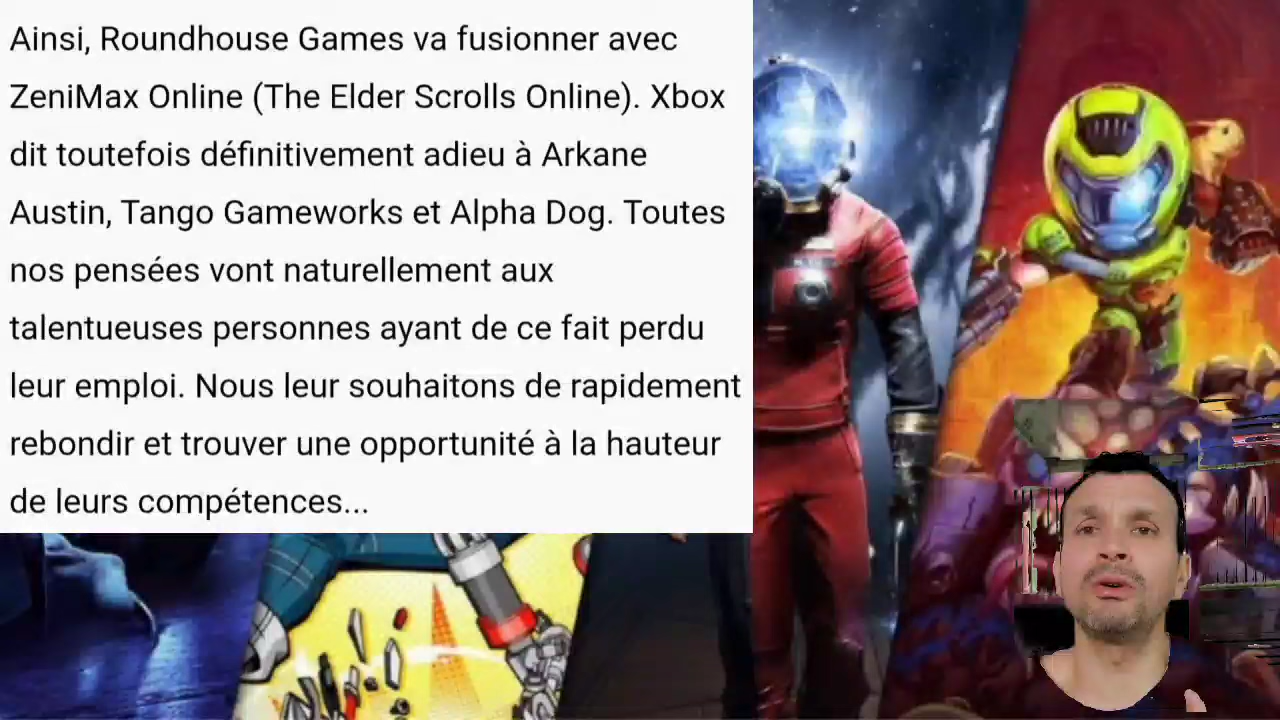 Ainsi, Roundhouse Games va fusionner avec
ZeniMax Online (The Elder Scrolls Online). Xbox
dit toutefois définitivement adieu à Arkane
Austin, Tango Gameworks et Alpha Dog. Toutes
nos pensées vont naturellement aux
talentueuses personnes ayant de ce fait perdu
leur emploi. Nous leur souhaitons de rapidement
rebondir et trouver une opportunité à la hauteur
de leurs compétences...